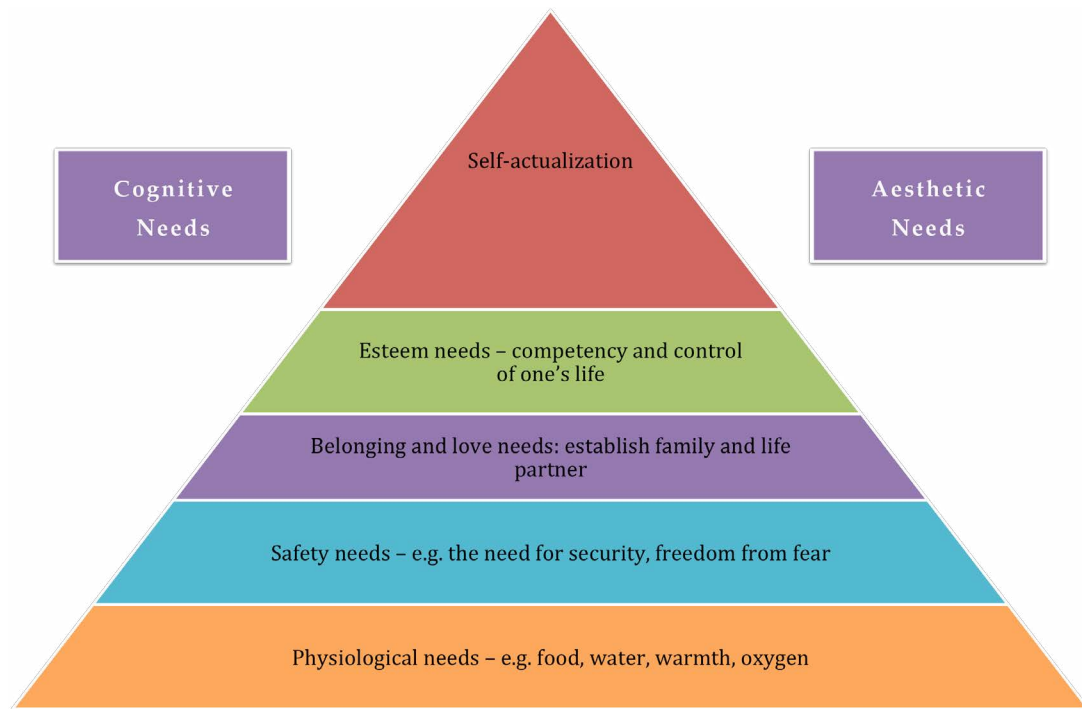 Self-actualization
Cognitive
Needs
Aesthetic
Needs
Esteem needs – competency and control
of one’s life
Belonging and love needs: establish family and life
partner
Safety needs – e.g. the need for security, freedom from fear
Physiological needs – e.g. food, water, warmth, oxygen